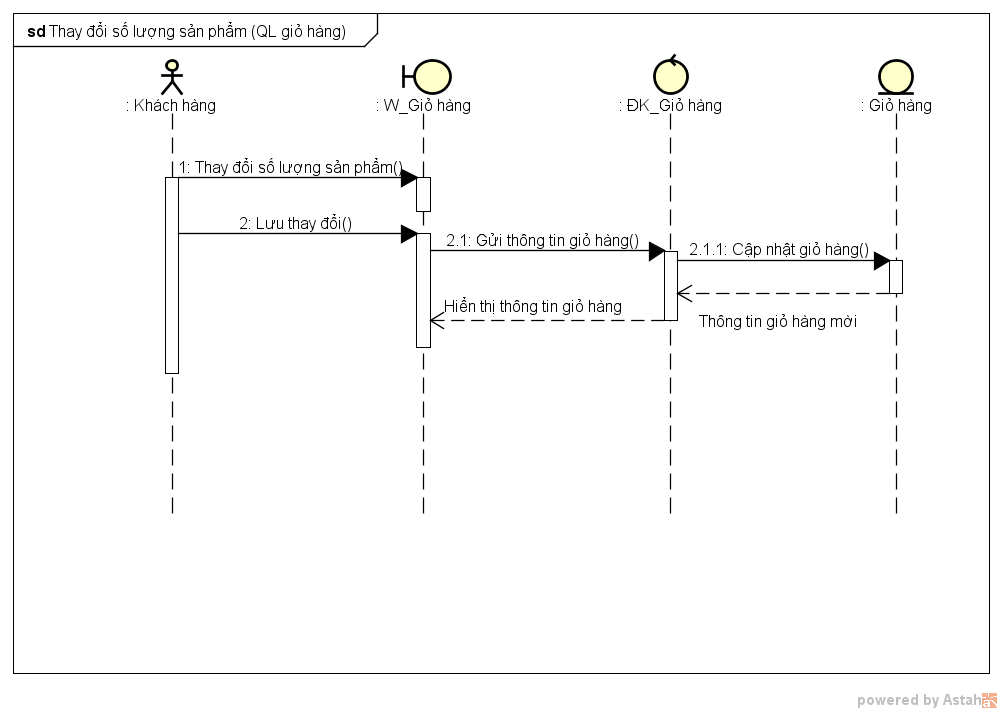 sd Thay đổi số lượng sản phẩm (QL giỏ hàng)
: Khách hàng
: W_Giỏ hàng
: ĐK_Giỏ hàng
: Giỏ hàng
1: Thay đổi số lượng sản phẩm()
2: Lưu thay đổi()
2.1: Gửi thông tin giỏ hàng()
2.1.1: Cập nhật giỏ hàng()
Hiển thị thông tin giỏ hàng
Thông tin giỏ hàng mời
powered by Astah